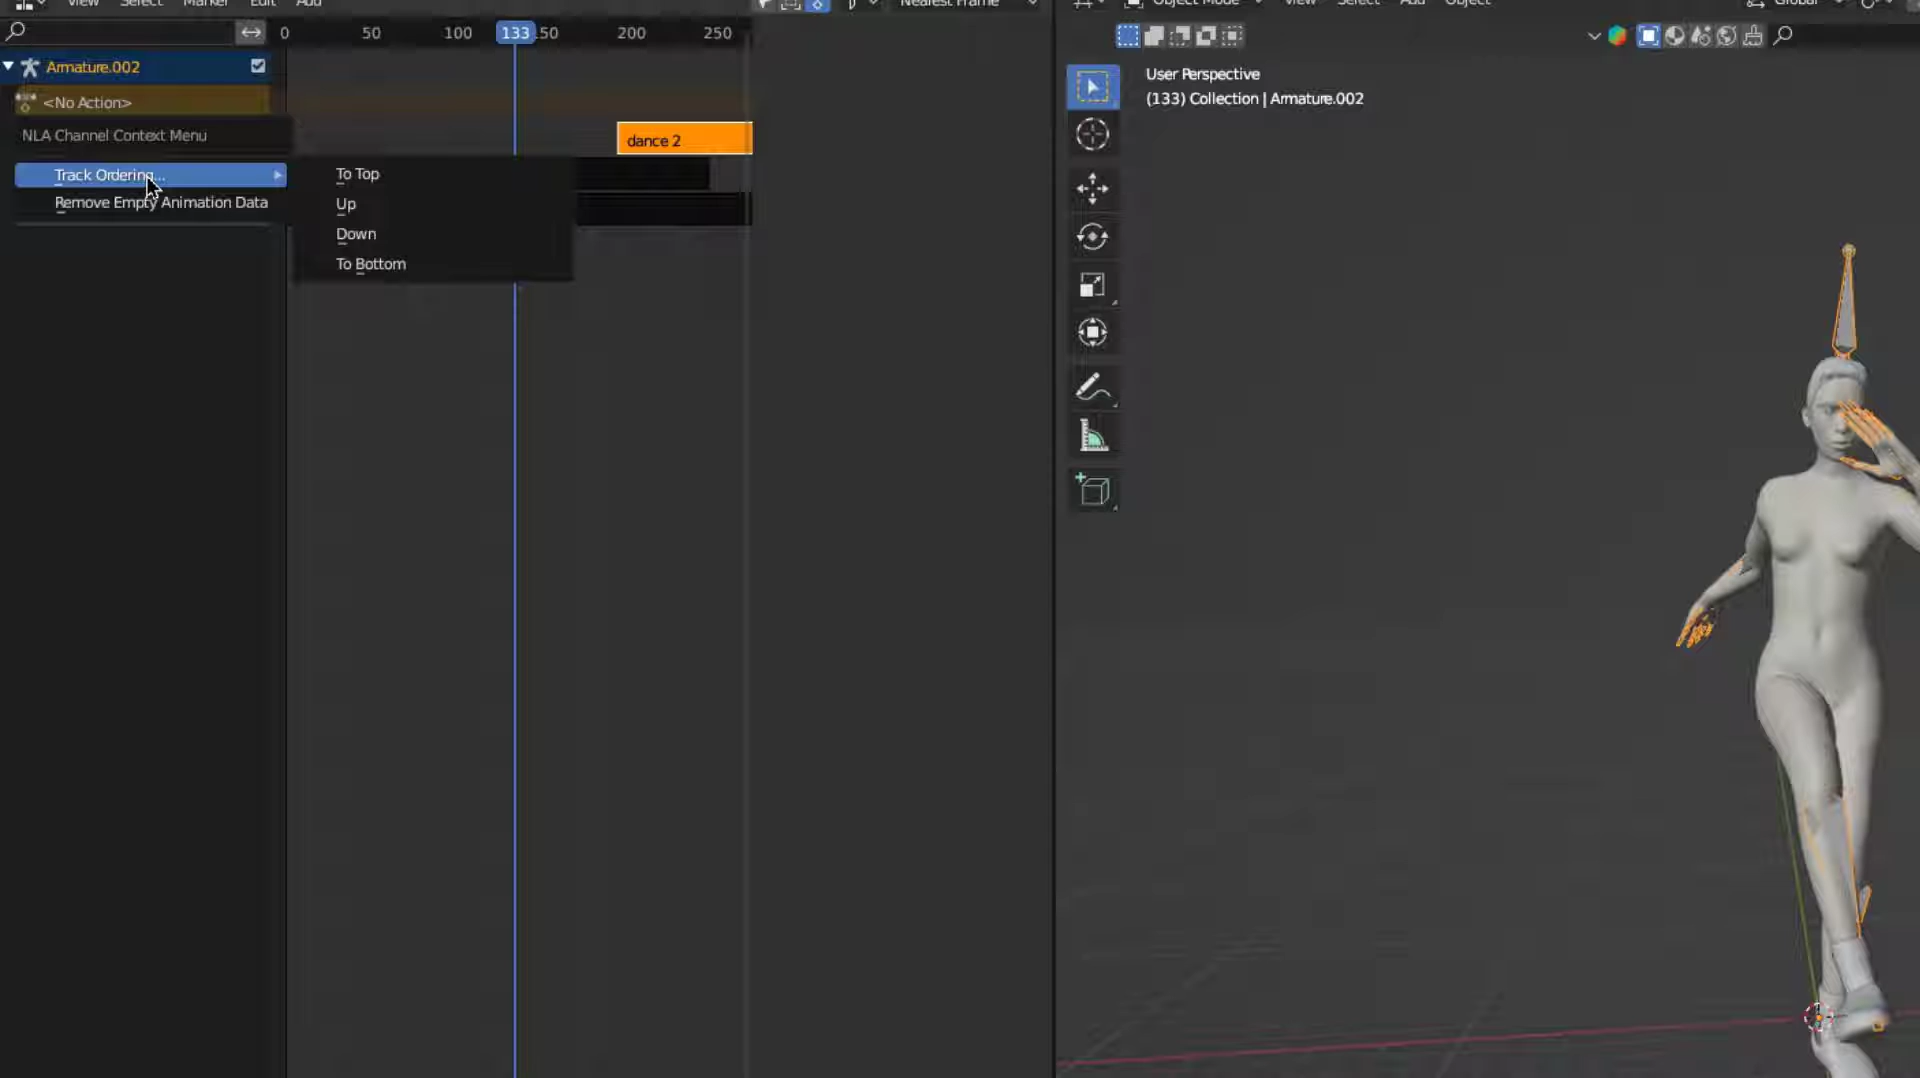 View Select Marker Edit Add
Nearest Frame
0 50 100 133 50 200 250
Armature.002
<No Action>
NLA Channel Context Menu
Track Ordering...
Remove Empty Animation Data
To Top
Up
Down
To Bottom
dance 2
Object Mode View Select Add Object
Global
User Perspective
(133) Collection | Armature.002